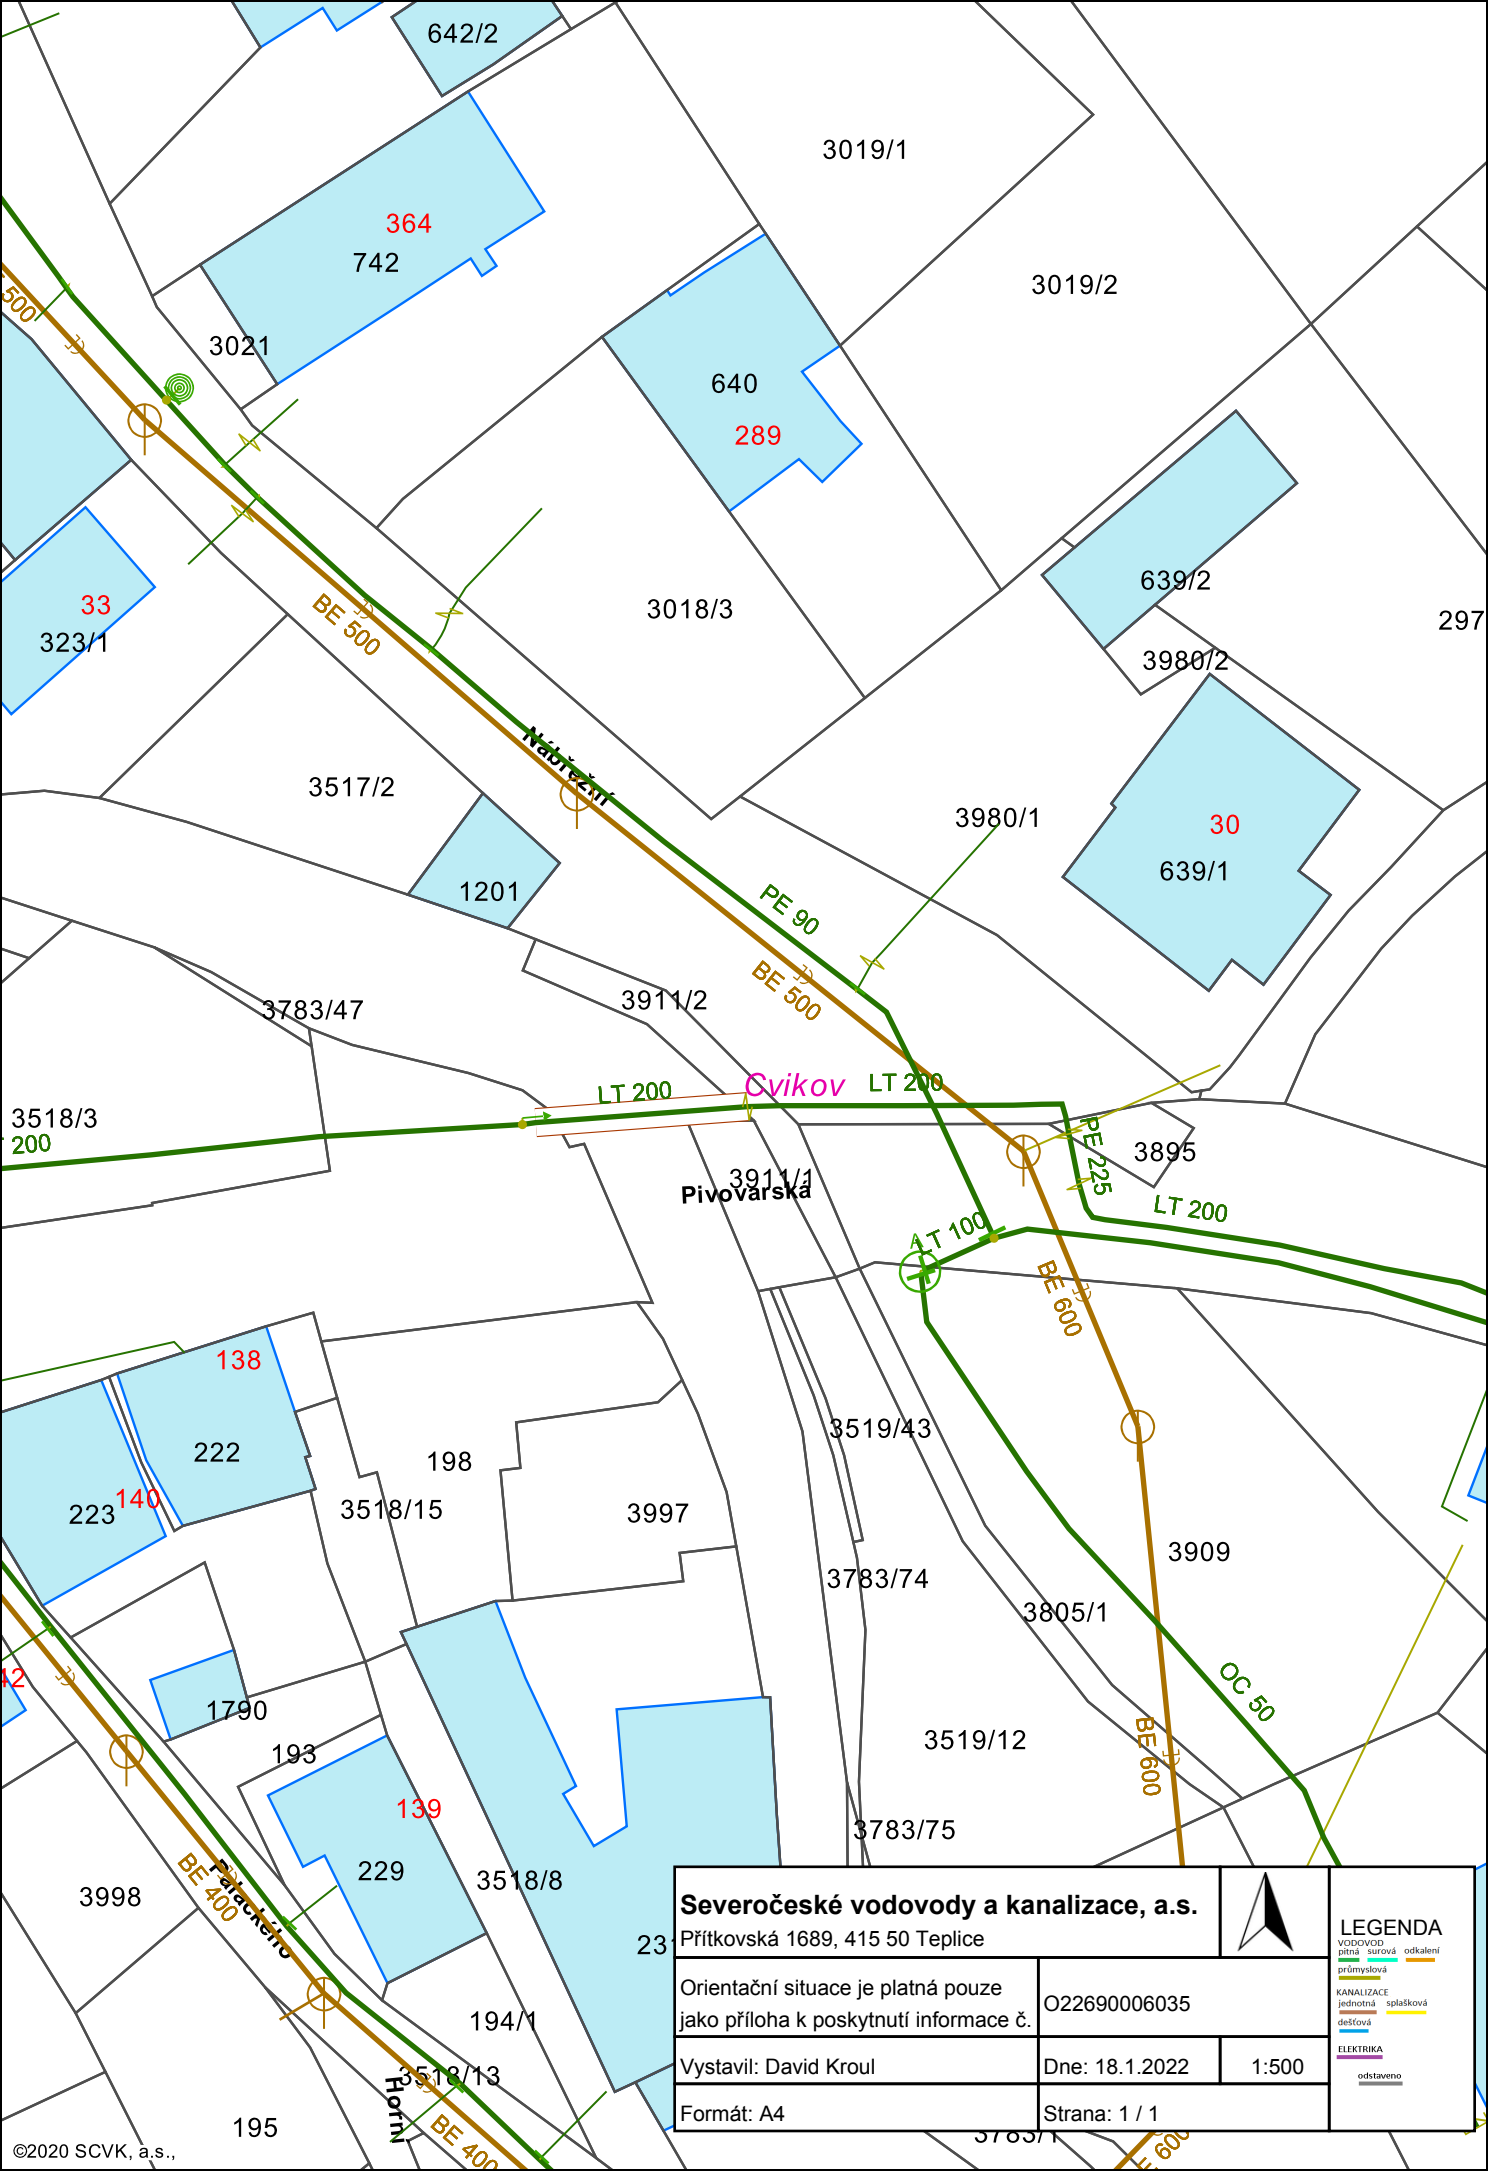 642/2
3019/1
364
742
3019/2
500
3021
640
289
639/2
33
323/1
BE 500
3018/3
297
3980/2
Nábřežní
3517/2
3980/1
30
639/1
1201
PE 90
BE 500
3783/47
3911/2
LT 200
Cvikov
LT 200
3518/3
200
PE 225
3895
3911/1
Pivovarská
LT 200
LT 100
A
BE 600
138
222
3519/43
198
140
223
3518/15
3997
3909
3783/74
3805/1
42
OC 50
1790
193
3519/12
BE 600
139
3783/75
229
3518/8
BE 400
Palackého
3998
231
194/1
3518/13
Horní
195
BE 400
3783/1
600
Severočeské vodovody a kanalizace, a.s.
Přítkovská 1689, 415 50 Teplice
Orientační situace je platná pouze
jako příloha k poskytnutí informace č.
O22690006035
Vystavil: David Kroul
Dne: 18.1.2022
1:500
Formát: A4
Strana: 1 / 1
LEGENDA
VODOVOD
pitná surová odkalení
průmyslová
KANALIZACE
jednotná splašková
dešťová
ELEKTRIKA
odstaveno
©2020 SCVK, a.s.,